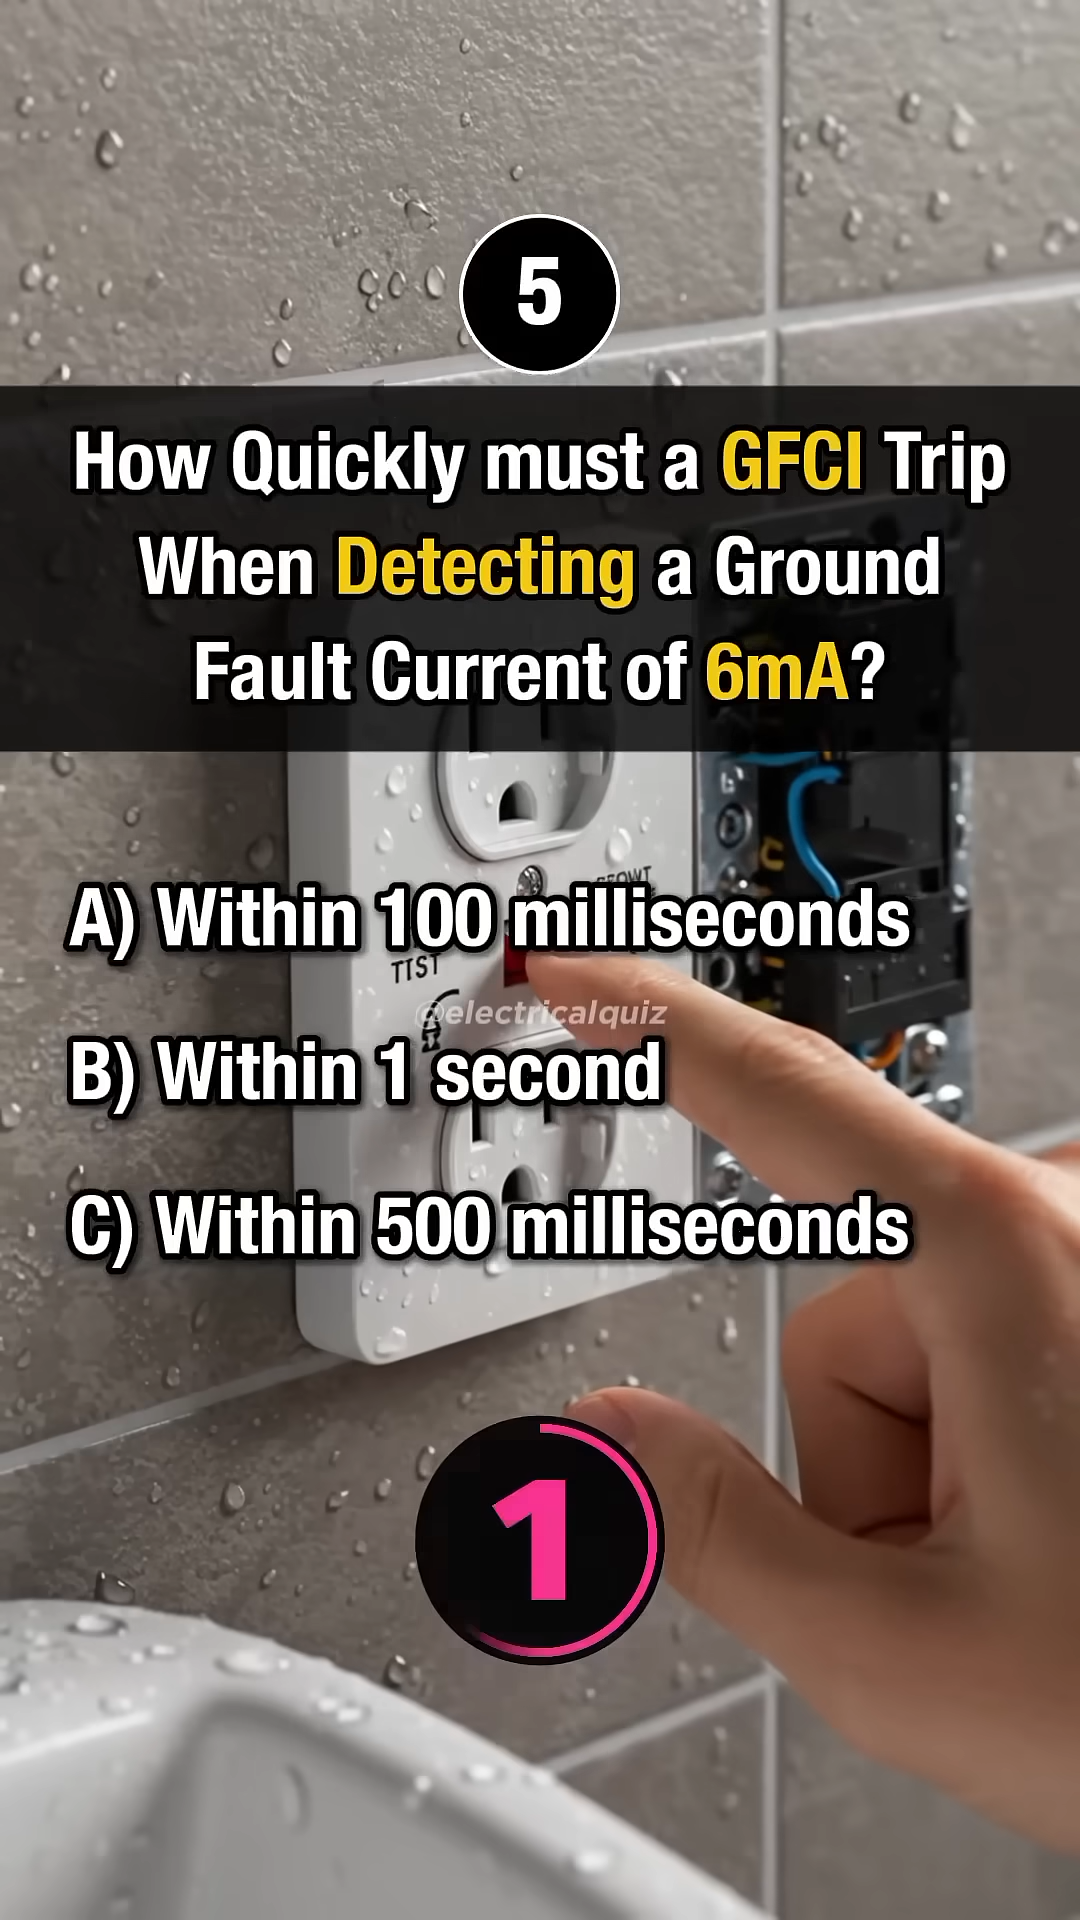 5
How Quickly must a GFCI Trip
When Detecting a Ground
Fault Current of 6mA?
A) Within 100 milliseconds
TIST
@electricalquiz
B) Within 1 second
C) Within 500 milliseconds
1